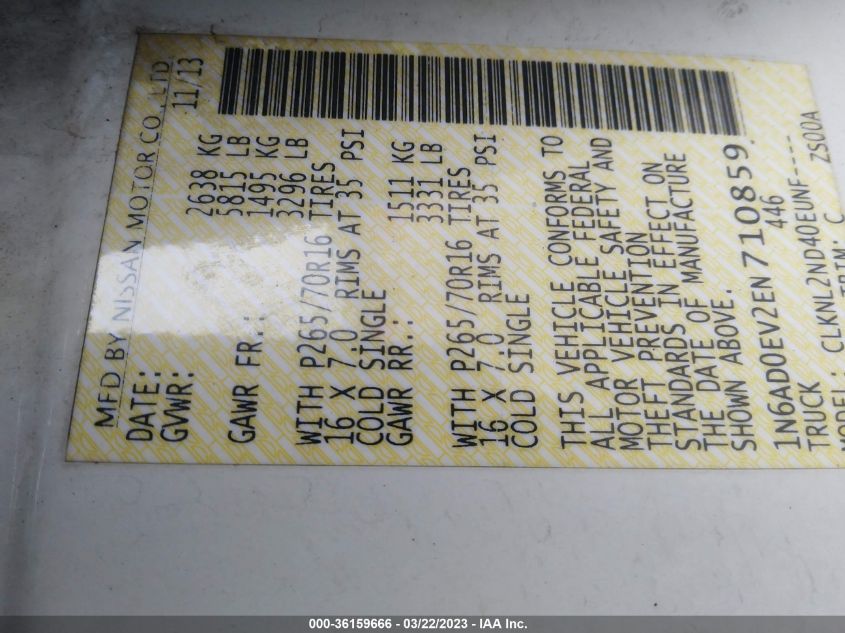 MFD BY NISSAN MOTOR CO., LTD
DATE: 11/13
GVWR: 2638 KG
5815 LB
GAWR FR.: 1495 KG
3296 LB
WITH P265/70R16 TIRES
16 X 7.0 RIMS AT 35 PSI
COLD SINGLE
GAWR RR.: 1511 KG
3331 LB
WITH P265/70R16 TIRES
16 X 7.0 RIMS AT 35 PSI
COLD SINGLE
THIS VEHICLE CONFORMS TO
ALL APPLICABLE FEDERAL
MOTOR VEHICLE SAFETY AND
THEFT PREVENTION
STANDARDS IN EFFECT ON
THE DATE OF MANUFACTURE
SHOWN ABOVE.
1N6AD0EV2EN710859
TRUCK 446
MODEL: CLKNL2ND40EUNF----
TRIM: C ZS00A
000-36159666 - 03/22/2023 - IAA Inc.